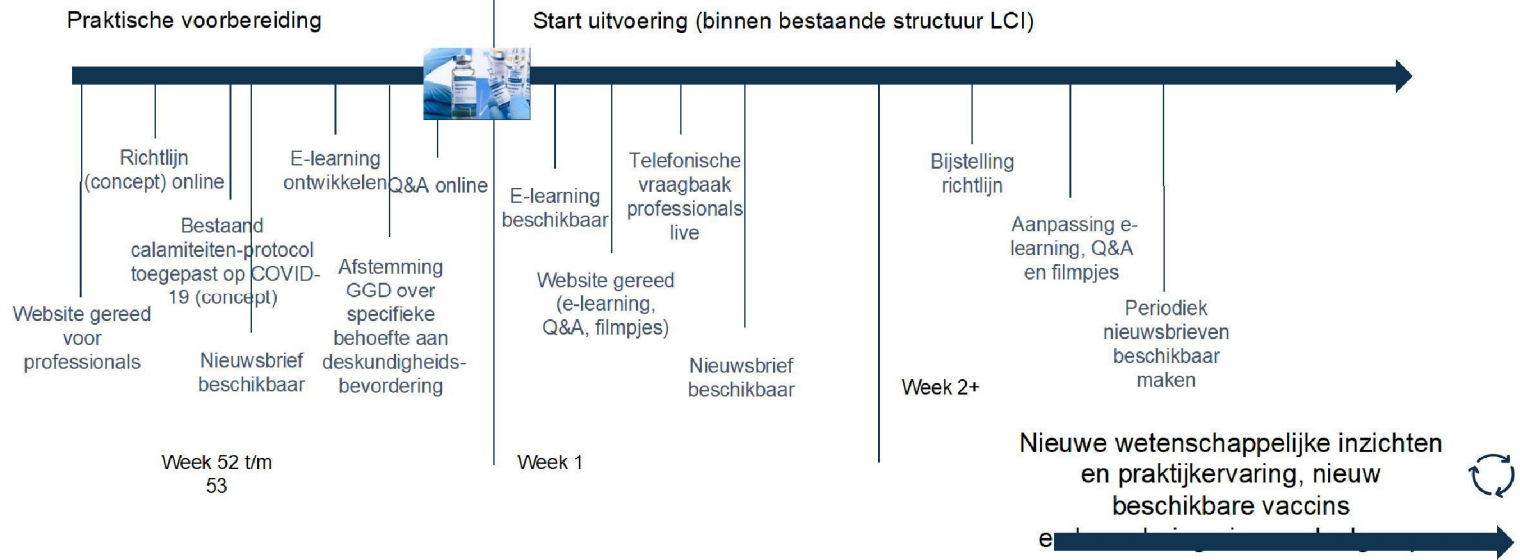 Praktische voorbereiding
Start uitvoering (binnen bestaande structuur LCI)
Website gereed
voor
professionals
Richtlijn
(concept) online
Bestaand
calamiteiten-protocol
toegepast op COVID-
19 (concept)
Nieuwsbrief
beschikbaar
E-learning
ontwikkelen
Afstemming
GGD over
specifieke
behoefte aan
deskundigheids-
bevordering
Q&A online
E-learning
beschikbaar
Website gereed
(e-learning,
Q&A, filmpjes)
Telefonische
vraagbaak
professionals
live
Nieuwsbrief
beschikbaar
Bijstelling
richtlijn
Aanpassing e-
learning, Q&A
en filmpjes
Periodiek
nieuwsbrieven
beschikbaar
maken
Week 52 t/m
53
Week 1
Week 2+
Nieuwe wetenschappelijke inzichten
en praktijkervaring, nieuw
beschikbare vaccins